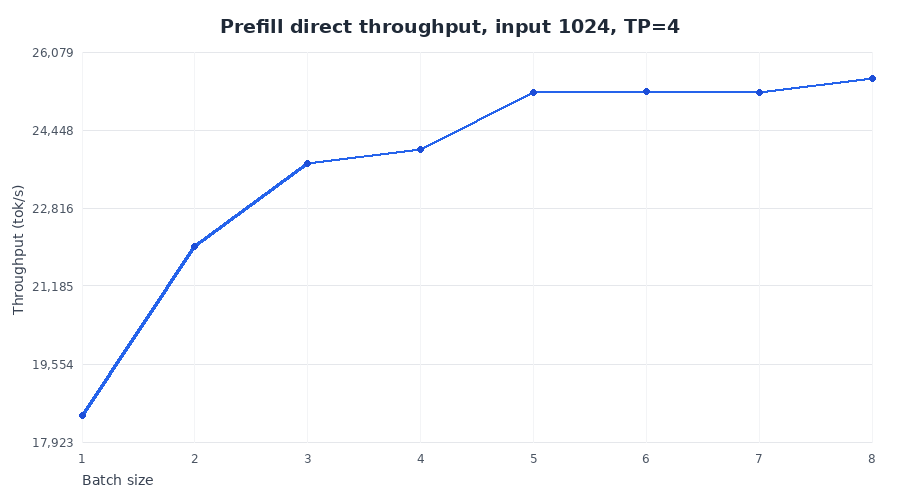 Prefill direct throughput, input 1024, TP=4
26,079
24,448
22,816
21,185
19,554
17,923
Throughput (tok/s)
1 2 3 4 5 6 7 8
Batch size